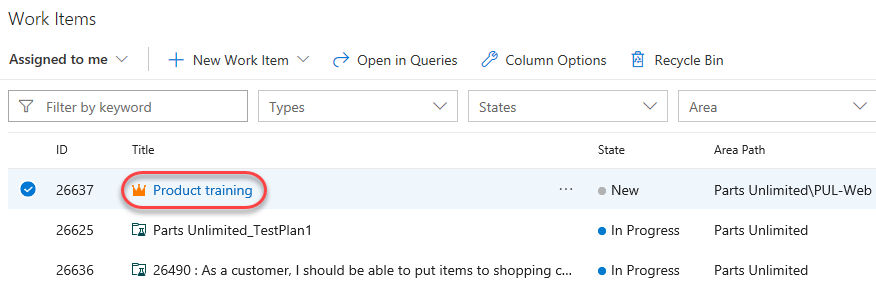 Work Items
Assigned to me New Work Item Open in Queries Column Options Recycle Bin
Filter by keyword Types States Area
ID Title State Area Path
26637 Product training ... New Parts Unlimited\PUL-Web
26625 Parts Unlimited_TestPlan1 In Progress Parts Unlimited
26636 26490 : As a customer, I should be able to put items to shopping c... In Progress Parts Unlimited